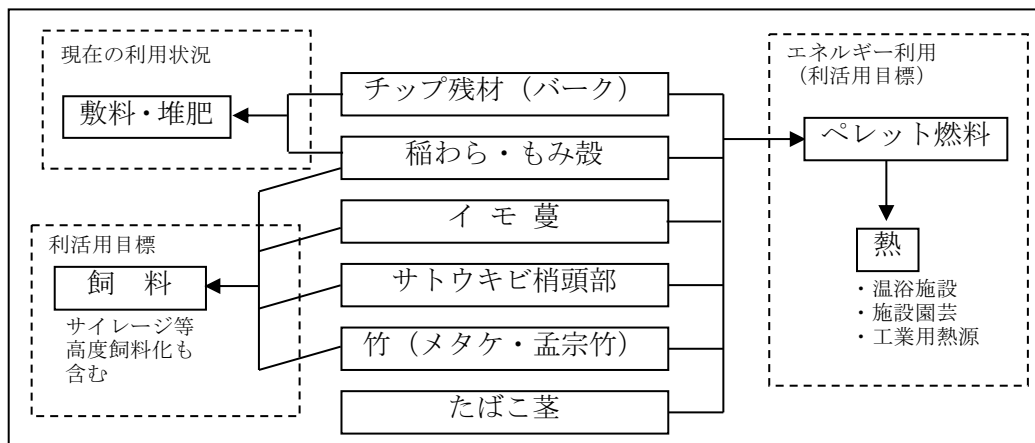 現在の利用状況
敷料・堆肥
利活用目標
飼　料
サイレージ等
高度飼料化も
含む
チップ残材（バーク）
稲わら・もみ殻
イ モ 蔓
サトウキビ梢頭部
竹（メタケ・孟宗竹）
たばこ茎
エネルギー利用
（利活用目標）
ペレット燃料
熱
・温浴施設
・施設園芸
・工業用熱源